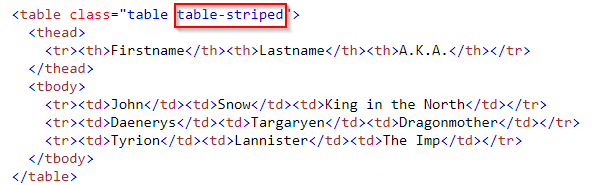 <table class="table table-striped">
  <thead>
    <tr><th>Firstname</th><th>Lastname</th><th>A.K.A.</th></tr>
  </thead>
  <tbody>
    <tr><td>John</td><td>Snow</td><td>King in the North</td></tr>
    <tr><td>Daenerys</td><td>Targaryen</td><td>Dragonmother</td></tr>
    <tr><td>Tyrion</td><td>Lannister</td><td>The Imp</td></tr>
  </tbody>
</table>